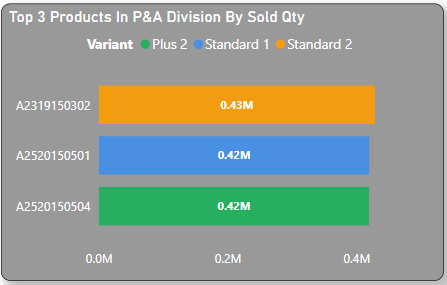 Top 3 Products In P&A Division By Sold Qty
Variant Plus 2 Standard 1 Standard 2
A2319150302 0.43M
A2520150501 0.42M
A2520150504 0.42M
0.0M 0.2M 0.4M